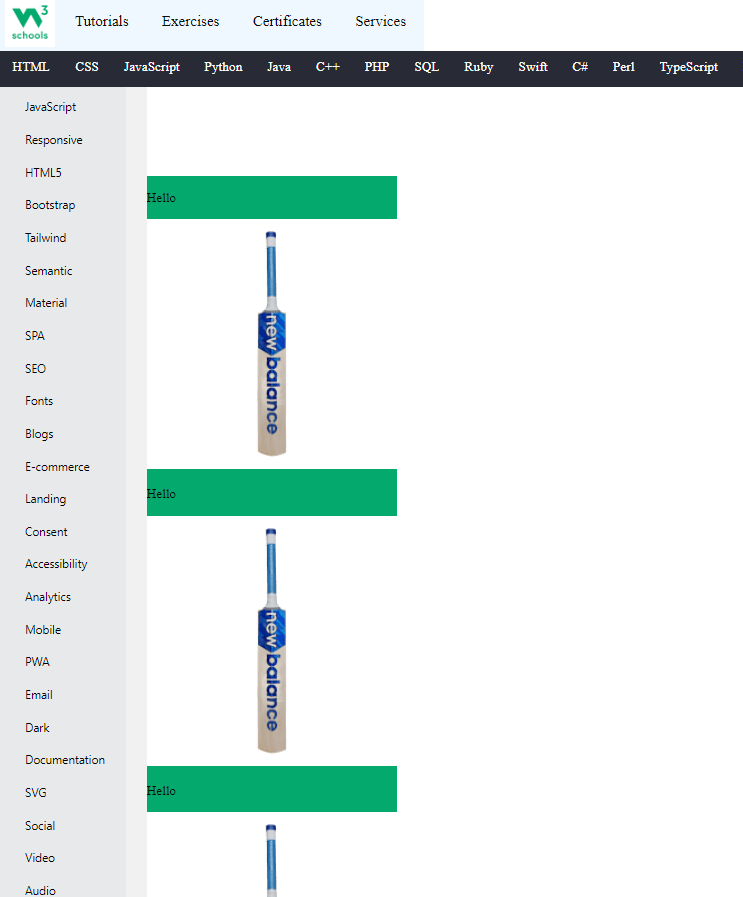 W3
schools
Tutorials Exercises Certificates Services
HTML CSS JavaScript Python Java C++ PHP SQL Ruby Swift C# Perl TypeScript
JavaScript
Responsive
HTML5
Bootstrap
Tailwind
Semantic
Material
SPA
SEO
Fonts
Blogs
E-commerce
Landing
Consent
Accessibility
Analytics
Mobile
PWA
Email
Dark
Documentation
SVG
Social
Video
Audio
Hello
new balance
Hello
new balance
Hello